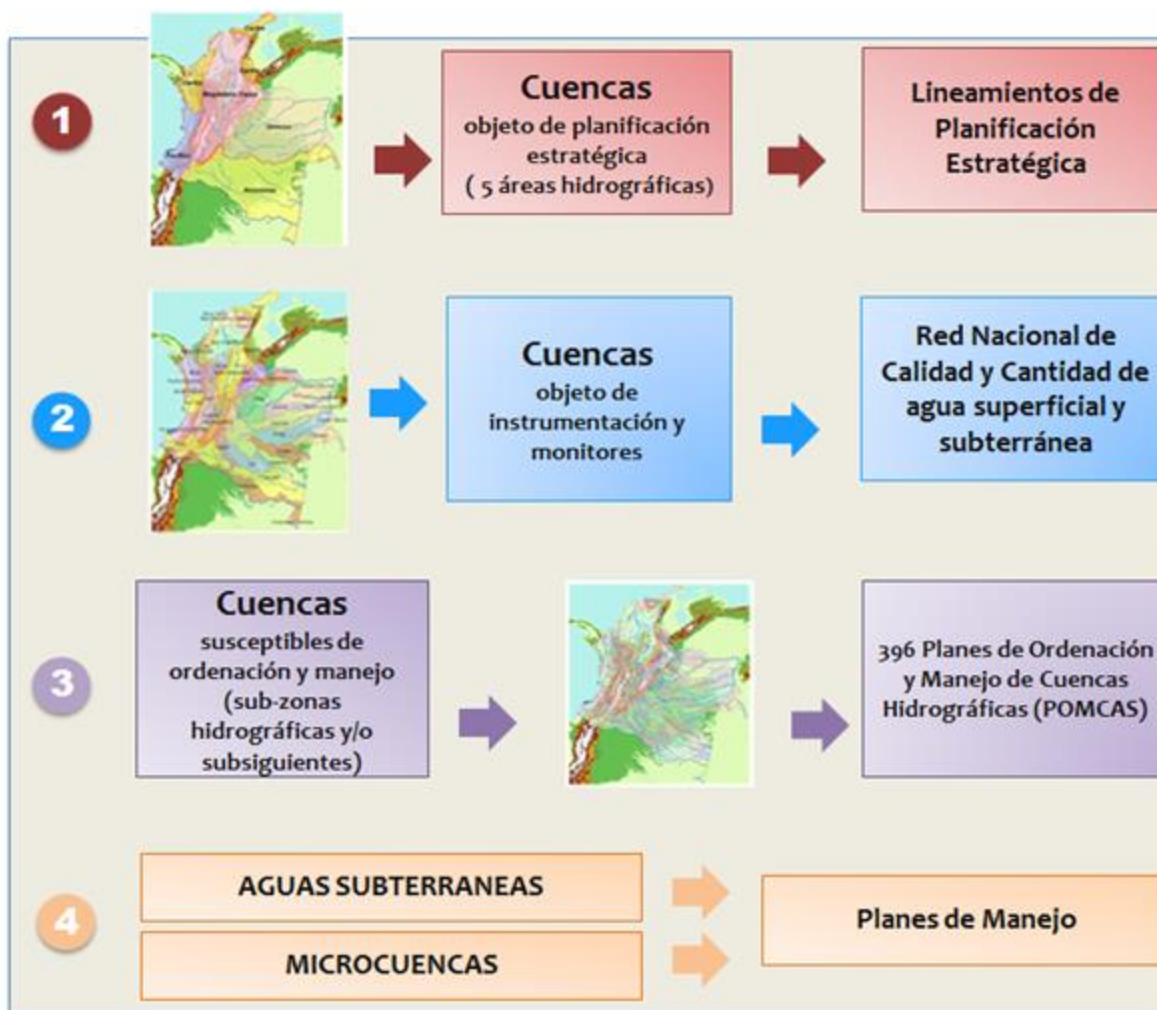 1
Cuencas
objeto de planificación
estratégica
( 5 áreas hidrográficas)
Lineamientos de
Planificación
Estratégica
2
Cuencas
objeto de
instrumentación y
monitores
Red Nacional de
Calidad y Cantidad de
agua superficial y
subterránea
3
Cuencas
susceptibles de
ordenación y manejo
(sub-zonas
hidrográficas y/o
subsiguientes)
396 Planes de Ordenación
y Manejo de Cuencas
Hidrográficas (POMCAS)
4
AGUAS SUBTERRANEAS
MICROCUENCAS
Planes de Manejo